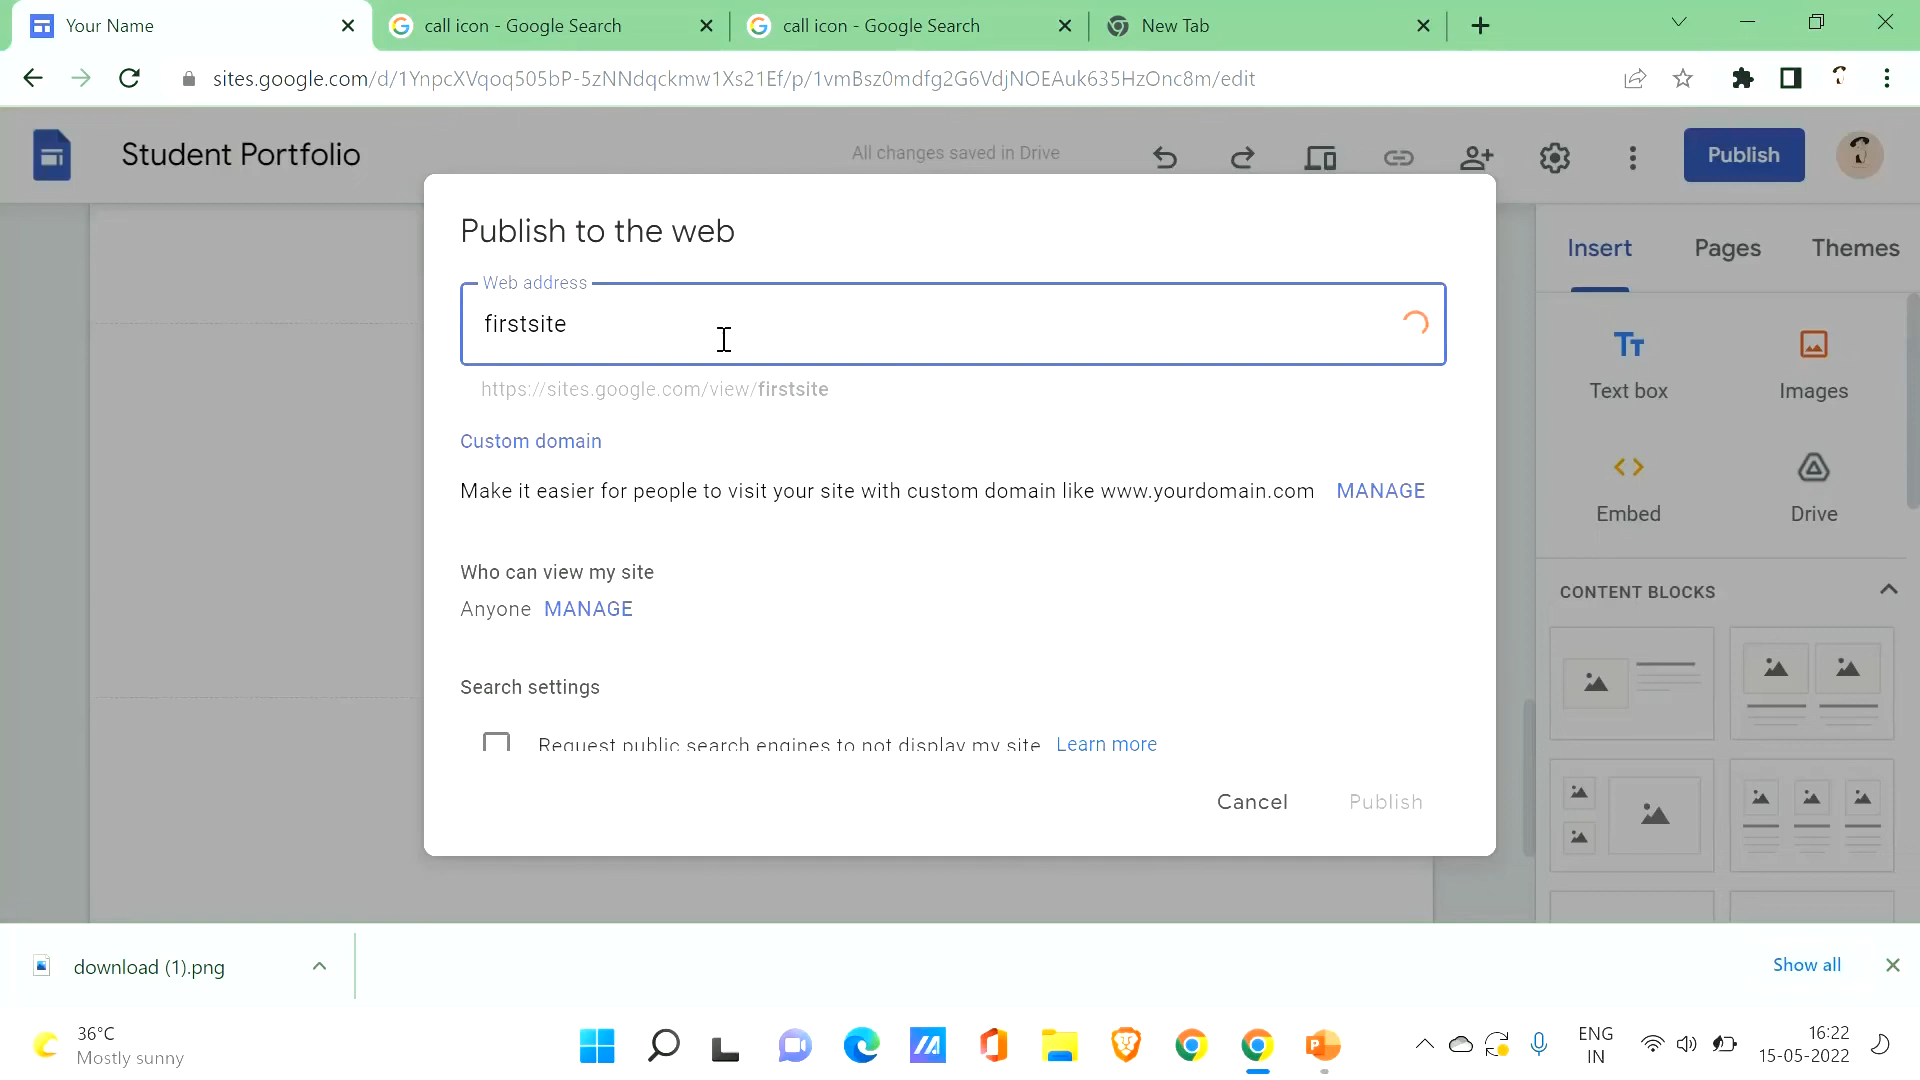 Your Name
call icon - Google Search
call icon - Google Search
New Tab
sites.google.com/d/1YnpcXVqoq505bP-5zNNdqckmw1Xs21Ef/p/1vmBsz0mdfg2G6VdjNOEAuk635HzOnc8m/edit
Student Portfolio
All changes saved in Drive
Publish
Publish to the web
Web address
firstsite
https://sites.google.com/view/firstsite
Custom domain
Make it easier for people to visit your site with custom domain like www.yourdomain.com MANAGE
Who can view my site
Anyone MANAGE
Search settings
Request public search engines to not display my site Learn more
Cancel
Publish
Insert
Pages
Themes
Text box
Images
Embed
Drive
CONTENT BLOCKS
download (1).png
Show all
36°C
Mostly sunny
ENG
IN
16:22
15-05-2022